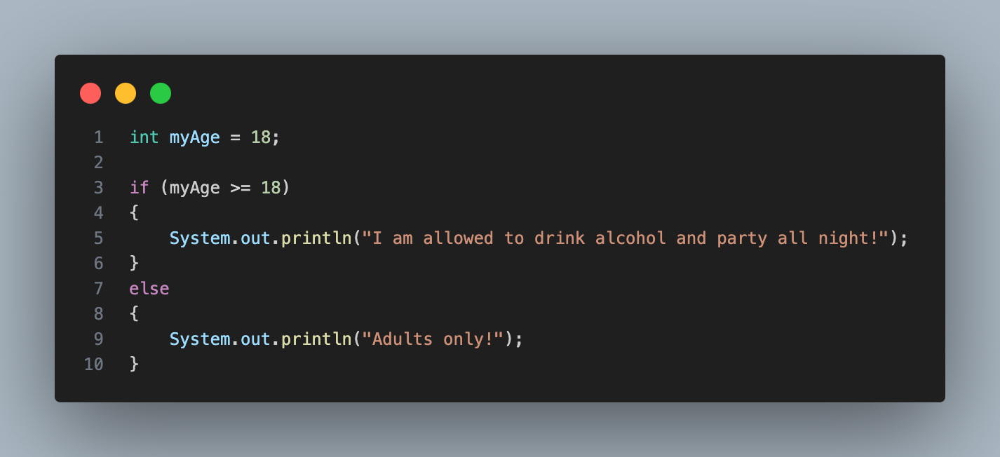 1 int myAge = 18;
2
3 if (myAge >= 18)
4 {
5     System.out.println("I am allowed to drink alcohol and party all night!");
6 }
7 else
8 {
9     System.out.println("Adults only!");
10 }